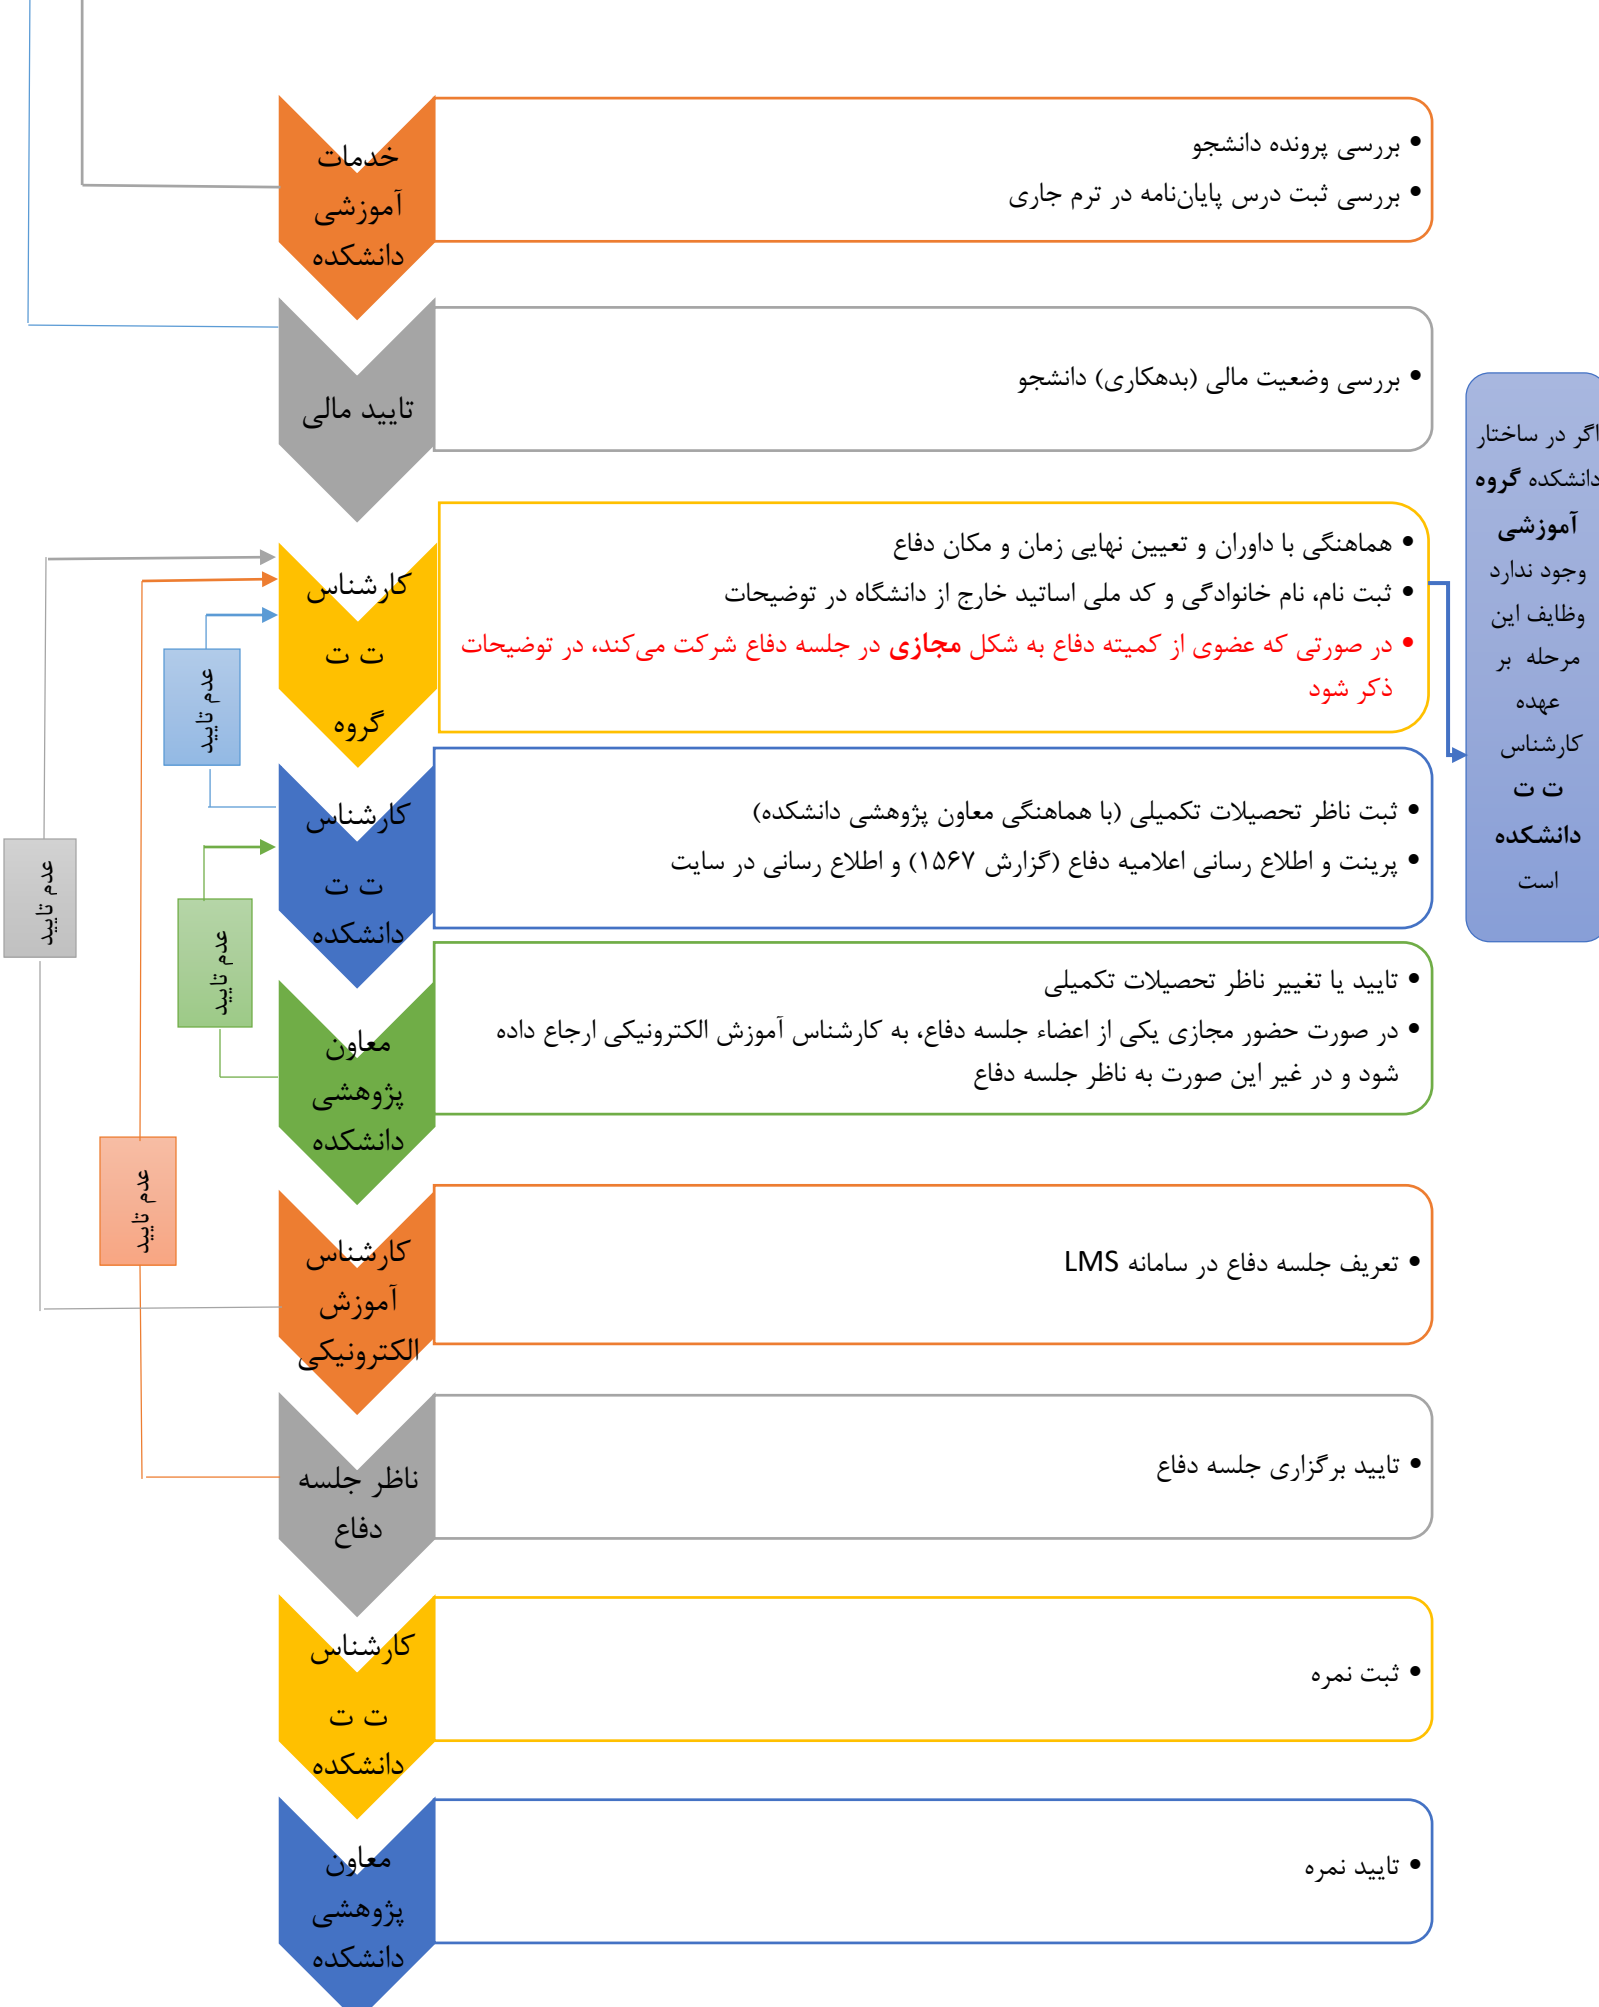 خدمات
آموزشی
دانشکده
• بررسی پرونده دانشجو
• بررسی ثبت درس پایان‌نامه در ترم جاری
تایید مالی
• بررسی وضعیت مالی (بدهکاری) دانشجو
کارشناس
ت ت
گروه
• هماهنگی با داوران و تعیین نهایی زمان و مکان دفاع
• ثبت نام، نام خانوادگی و کد ملی اساتید خارج از دانشگاه در توضیحات
• در صورتی که عضوی از کمیته دفاع به شکل مجازی در جلسه دفاع شرکت می‌کند، در توضیحات
ذکر شود
اگر در ساختار
دانشکده گروه
آموزشی
وجود ندارد
وظایف این
مرحله بر
عهده
کارشناس
ت ت
دانشکده
است
عدم تایید
کارشناس
ت ت
دانشکده
• ثبت ناظر تحصیلات تکمیلی (با هماهنگی معاون پژوهشی دانشکده)
• پرینت و اطلاع رسانی اعلامیه دفاع (گزارش ۱۵۶۷) و اطلاع رسانی در سایت
عدم تایید
عدم تایید
معاون
پژوهشی
دانشکده
• تایید یا تغییر ناظر تحصیلات تکمیلی
• در صورت حضور مجازی یکی از اعضاء جلسه دفاع، به کارشناس آموزش الکترونیکی ارجاع داده
شود و در غیر این صورت به ناظر جلسه دفاع
عدم تایید
کارشناس
آموزش
الکترونیکی
• تعریف جلسه دفاع در سامانه LMS
ناظر جلسه
دفاع
• تایید برگزاری جلسه دفاع
کارشناس
ت ت
دانشکده
• ثبت نمره
معاون
پژوهشی
دانشکده
• تایید نمره